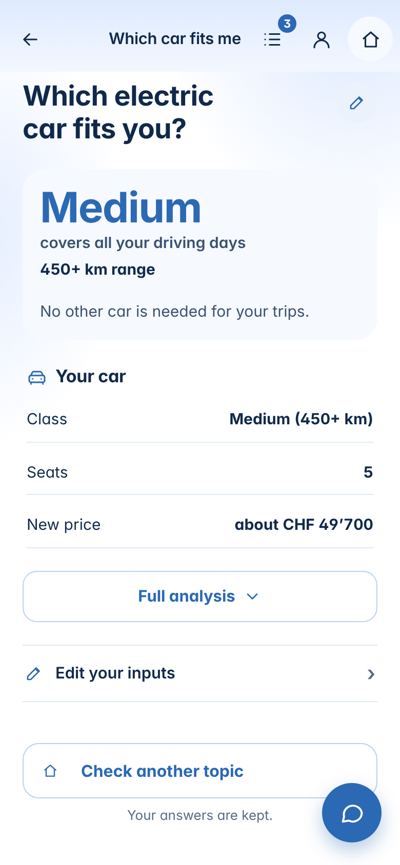 Which car fits me
3
Which electric
car fits you?
Medium
covers all your driving days
450+ km range
No other car is needed for your trips.
Your car
Class
Medium (450+ km)
Seats
5
New price
about CHF 49’700
Full analysis
Edit your inputs
Check another topic
Your answers are kept.